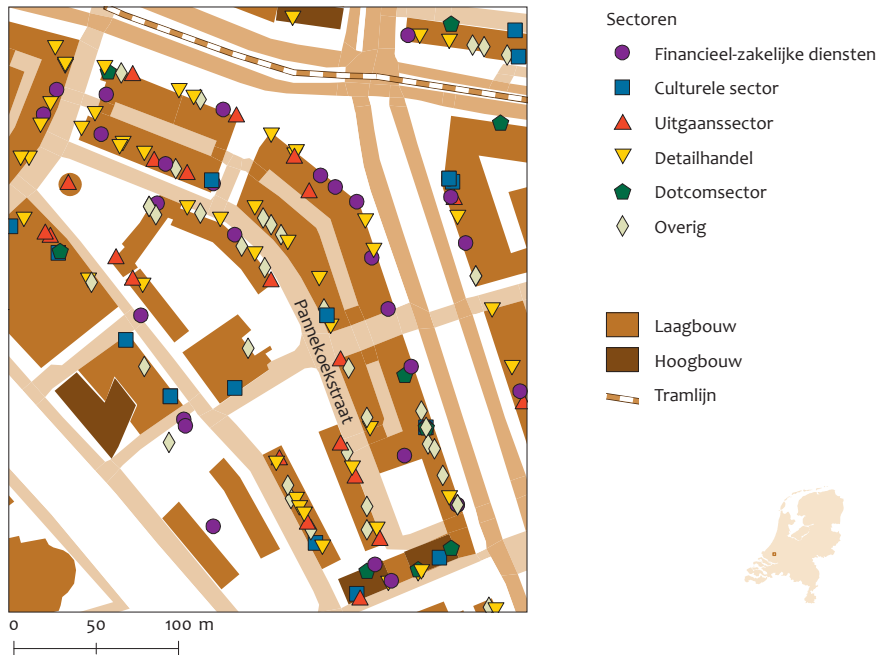 Sectoren
Financieel-zakelijke diensten
Culturele sector
Uitgaanssector
Detailhandel
Dotcomsector
Overig
Laagbouw
Hoogbouw
Tramlijn
Pannekoekstraat
0 50 100 m